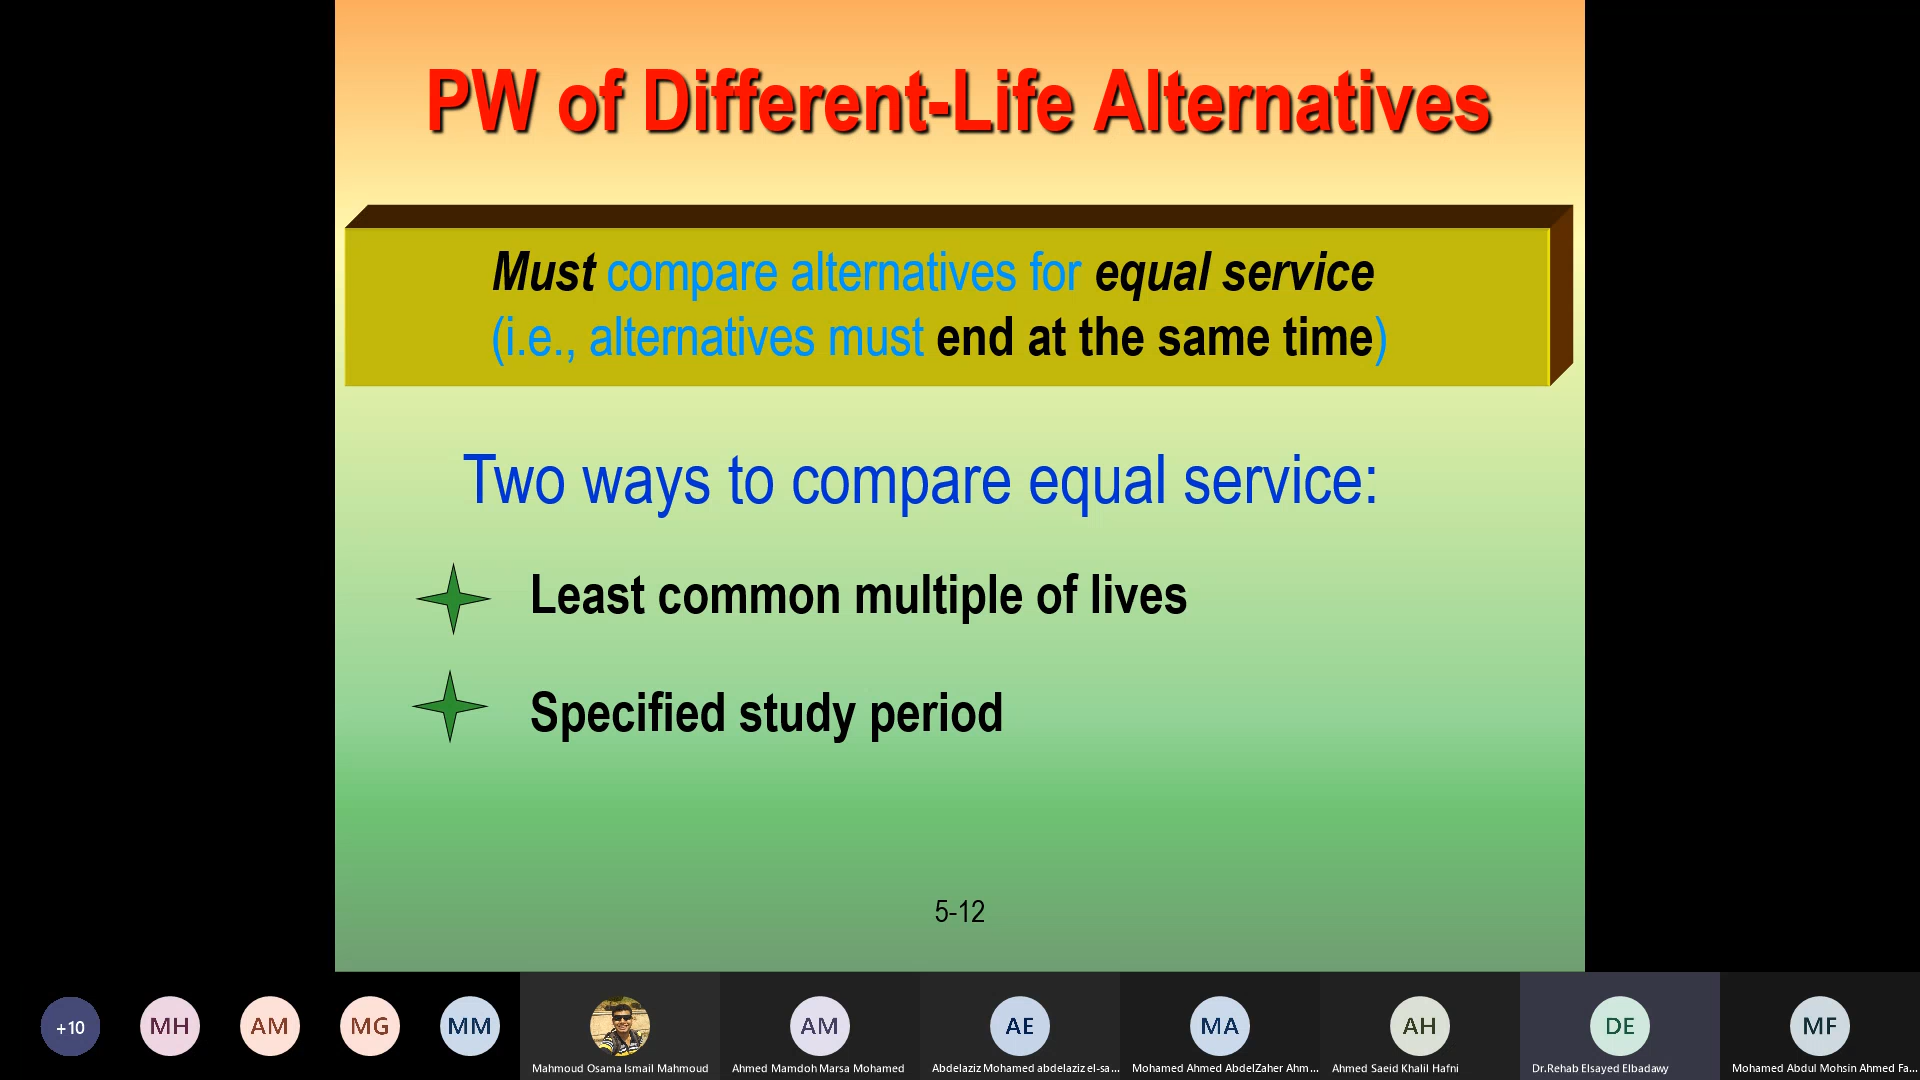 PW of Different-Life Alternatives
Must compare alternatives for equal service
(i.e., alternatives must end at the same time)
Two ways to compare equal service:
Least common multiple of lives
Specified study period
5-12
+10
MH
AM
MG
MM
AM
AE
MA
AH
DE
MF
Mahmoud Osama Ismail Mahmoud
Ahmed Mamdoh Marsa Mohamed
Abdelaziz Mohamed abdelaziz el-sa...
Mohamed Ahmed AbdelZaher Ahm...
Ahmed Saeid Khalil Hafni
Dr.Rehab Elsayed Elbadawy
Mohamed Abdul Mohsin Ahmed Fa...